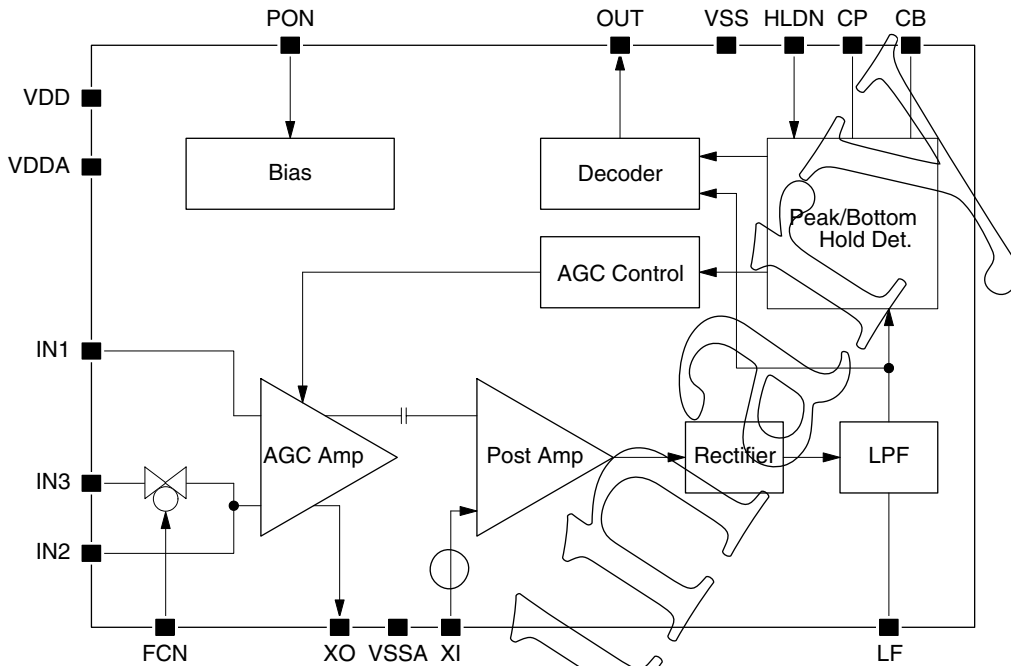 PON OUT VSS HLDN CP CB
VDD
VDDA
Bias
Decoder
Peak/Bottom
Hold Det.
AGC Control
IN1
AGC Amp
Post Amp
Rectifier
LPF
IN3
IN2
FCN XO VSSA XI LF